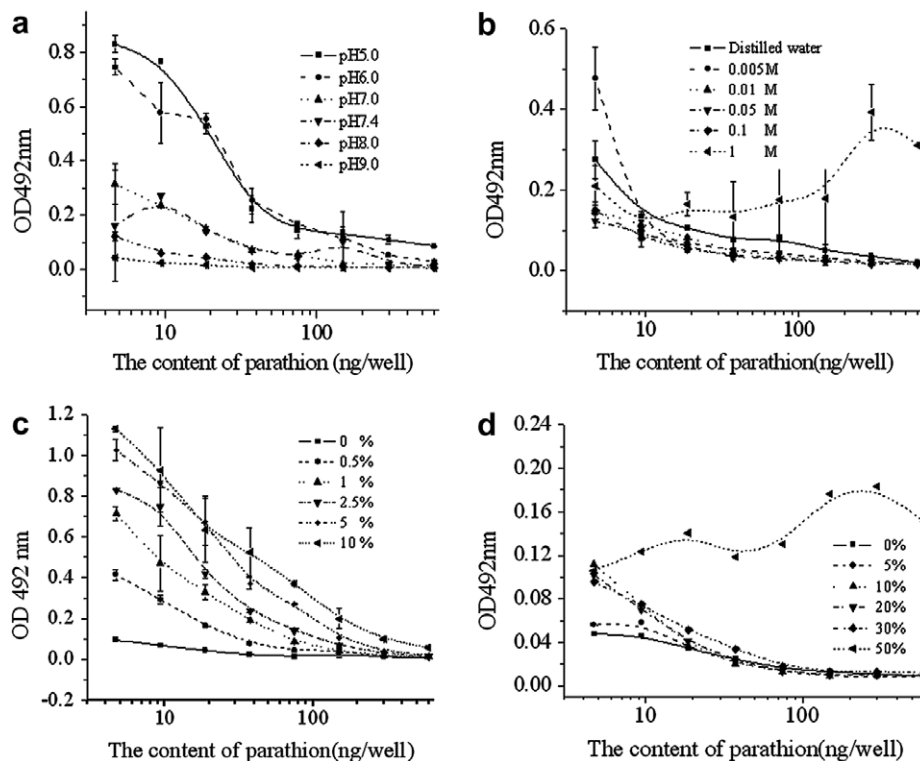 a
0.8
0.6
0.4
0.2
0.0
OD492nm
pH5.0
pH6.0
pH7.0
pH7.4
pH8.0
pH9.0
10
100
The content of parathion (ng/well)
b
0.6
0.4
0.2
0.0
OD492nm
Distilled water
0.005M
0.01 M
0.05 M
0.1 M
1 M
10
100
The content of parathion(ng/well)
c
1.2
1.0
0.8
0.6
0.4
0.2
0.0
-0.2
OD 492 nm
0 %
0.5%
1 %
2.5%
5 %
10 %
10
100
The content of parathion(ng/well)
d
0.24
0.20
0.16
0.12
0.08
0.04
0.00
OD492nm
0%
5%
10%
20%
30%
50%
10
100
The content of parathion(ng/well)